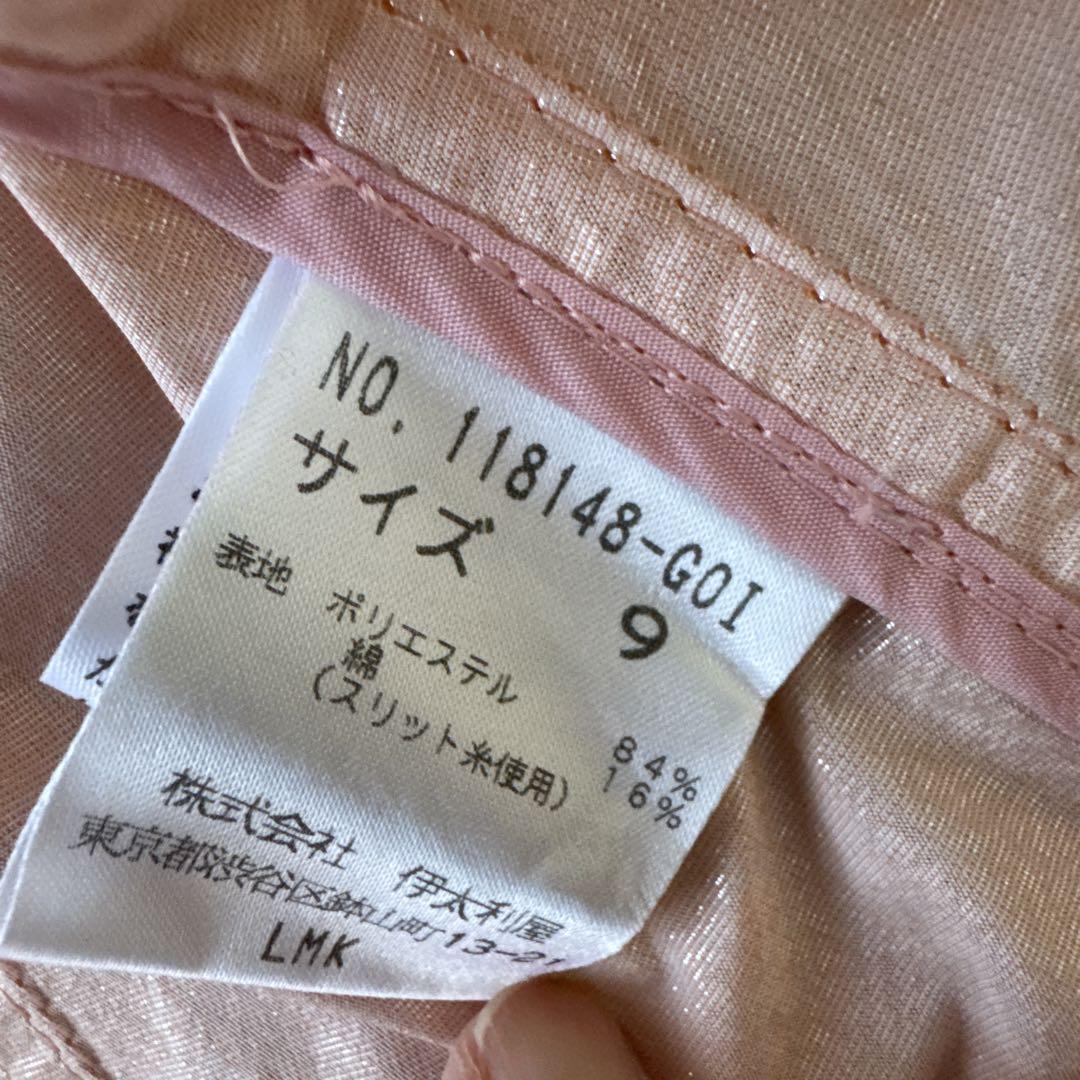 NO. 118148-GOI
サイズ 9
表地 ポリエステル 84%
綿 16%
(スリット糸使用)
株式会社 伊太利屋
東京都渋谷区鉢山町13-21
LMK